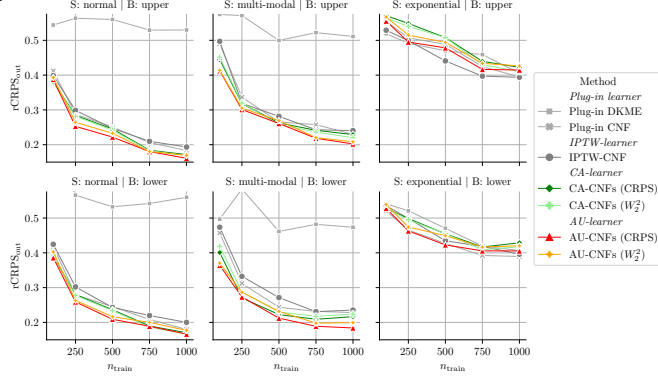 S: normal | B: upper
S: multi-modal | B: upper
S: exponential | B: upper
rCRPS_out
0.5
0.4
0.3
0.2
S: normal | B: lower
S: multi-modal | B: lower
S: exponential | B: lower
rCRPS_out
0.5
0.4
0.3
0.2
250 500 750 1000
250 500 750 1000
250 500 750 1000
n_train
n_train
n_train
Method
Plug-in learner
Plug-in DKME
Plug-in CNF
IPTW-learner
IPTW-CNF
CA-learner
CA-CNFs (CRPS)
CA-CNFs (W_2^2)
AU-learner
AU-CNFs (CRPS)
AU-CNFs (W_2^2)